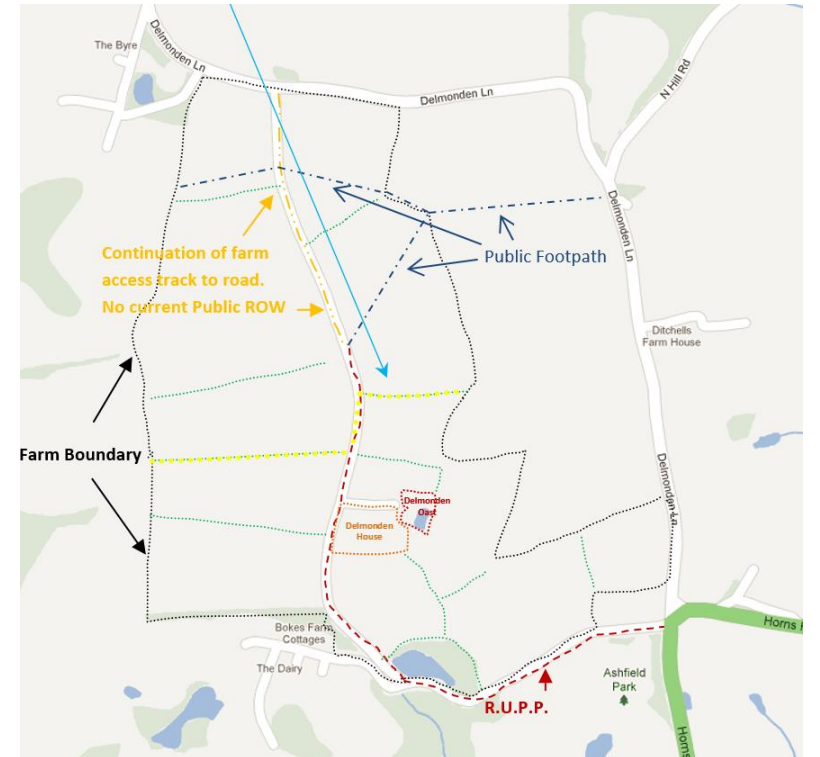 The Byre
Delmonden Ln
Delmonden Ln
N Hill Rd
Delmonden Ln
Continuation of farm
access track to road.
No current Public ROW
Public Footpath
Ditchells
Farm House
Farm Boundary
Delmonden Ln
Delmonden
Oast
Delmonden
House
Bokes Farm
Cottages
The Dairy
Horns
Ashfield
Park
R.U.P.P.
Horns